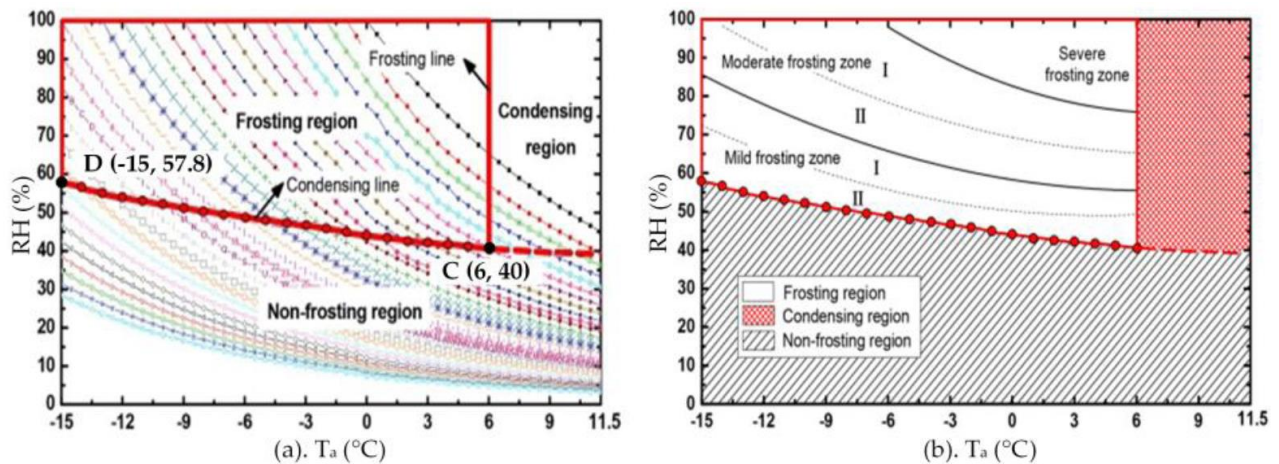 RH (%)
100
90
80
70
60
50
40
30
20
10
0
Frosting line
Condensing
region
Frosting region
D (-15, 57.8)
Condensing line
C (6, 40)
Non-frosting region
-15
-12
-9
-6
-3
0
3
6
11.5
(a). Ta (°C)
RH (%)
100
90
80
70
60
50
40
30
20
10
0
Severe
frosting zone
Moderate frosting zone
I
II
Mild frosting zone
I
II
Frosting region
Condensing region
Non-frosting region
-15
-12
-9
-6
-3
0
3
6
11.5
(b). Ta (°C)